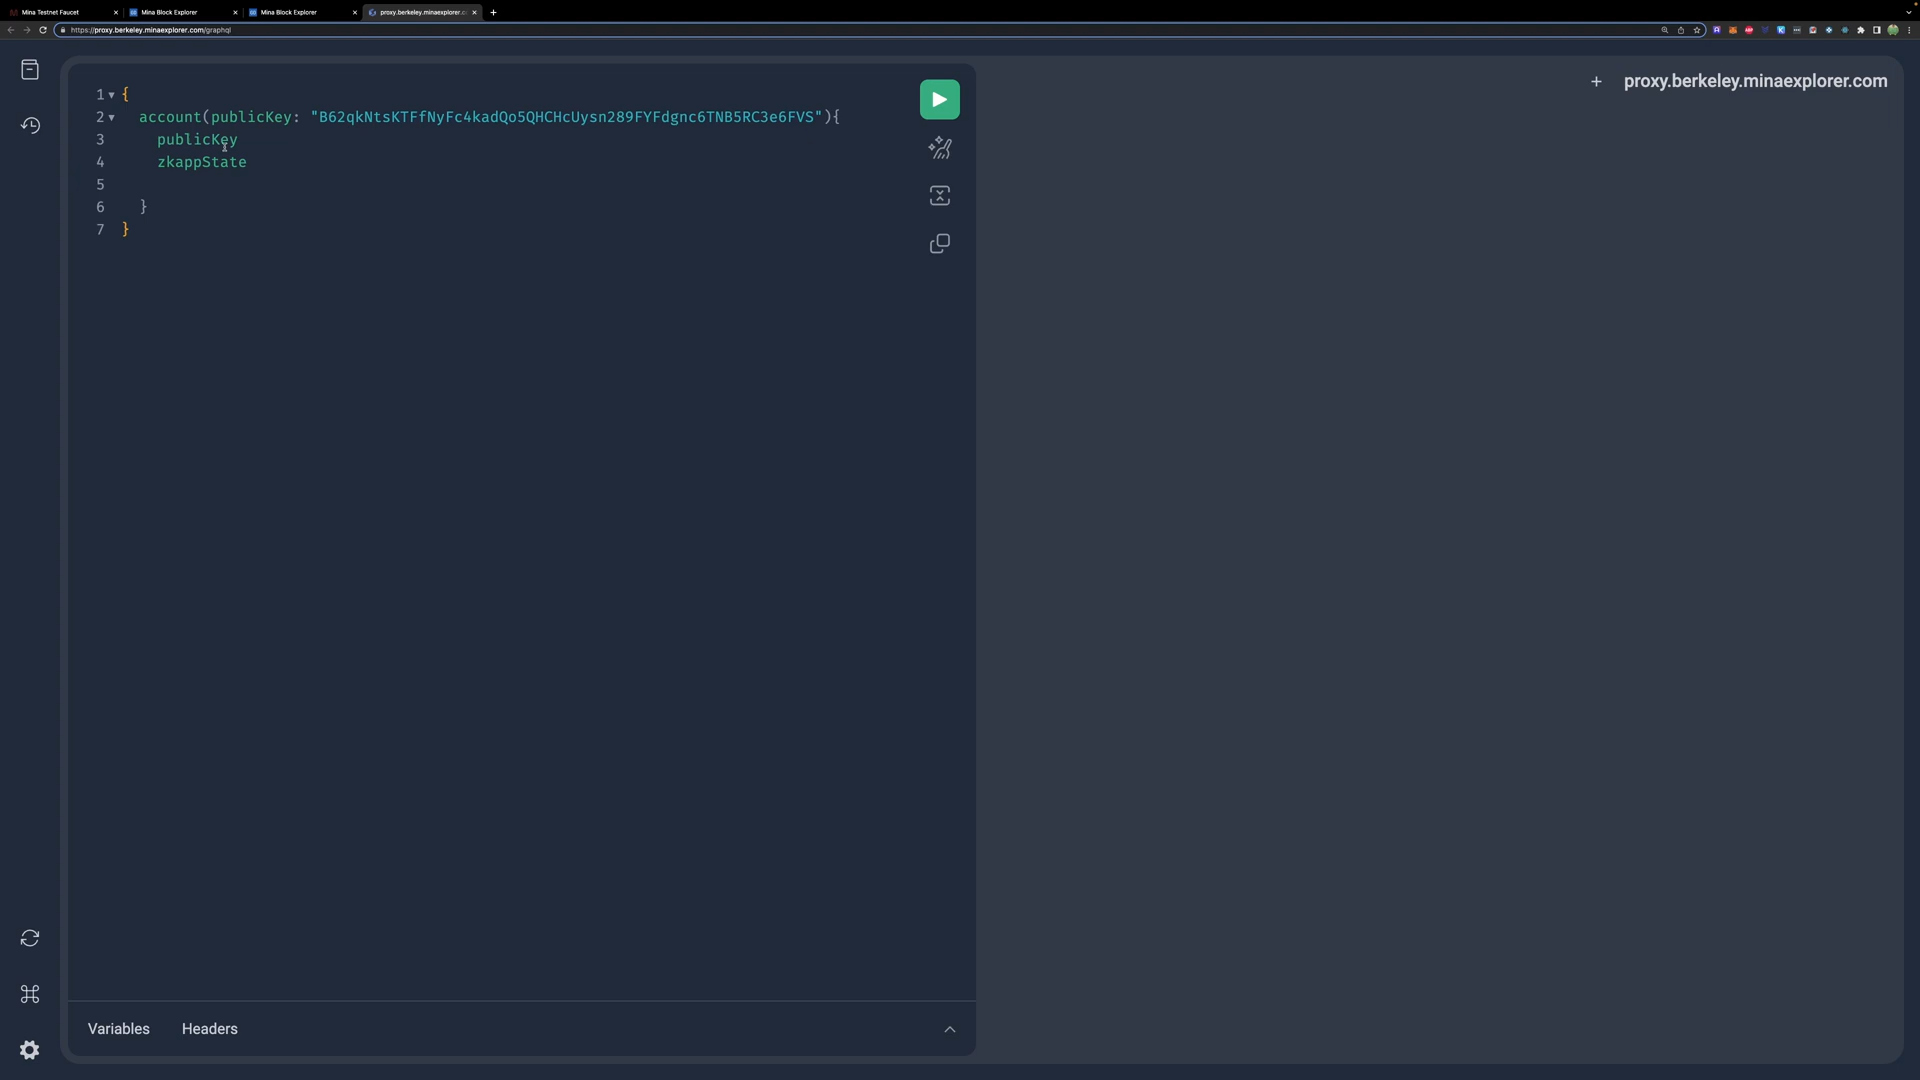 Mina Testnet Faucet
Mina Block Explorer
Mina Block Explorer
proxy.berkeley.minaexplorer.c
https://proxy.berkeley.minaexplorer.com/graphql
proxy.berkeley.minaexplorer.com
1 {
2 account(publicKey: "B62qkNtsKTFfNyFc4kadQo5QHCHcUysn289FYFdgnc6TNB5RC3e6FVS"){
3 publicKey
4 zkappState
5
6 }
7 }
Variables Headers